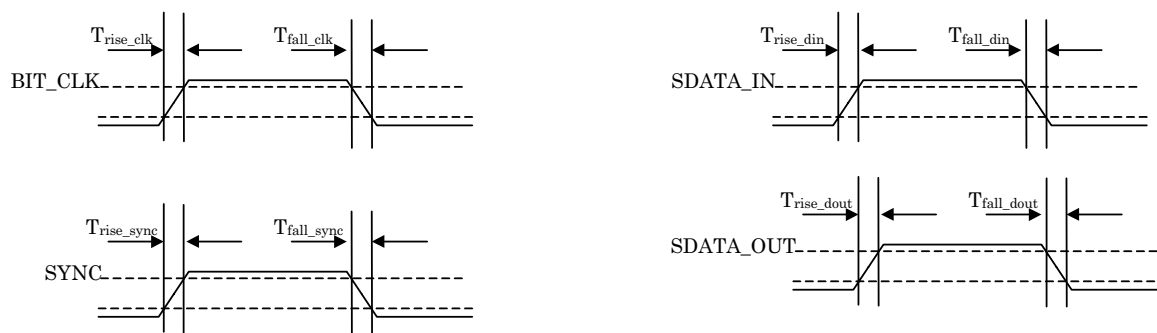 T_rise_clk T_fall_clk
BIT_CLK
T_rise_sync T_fall_sync
SYNC
T_rise_din T_fall_din
SDATA_IN
T_rise_dout T_fall_dout
SDATA_OUT